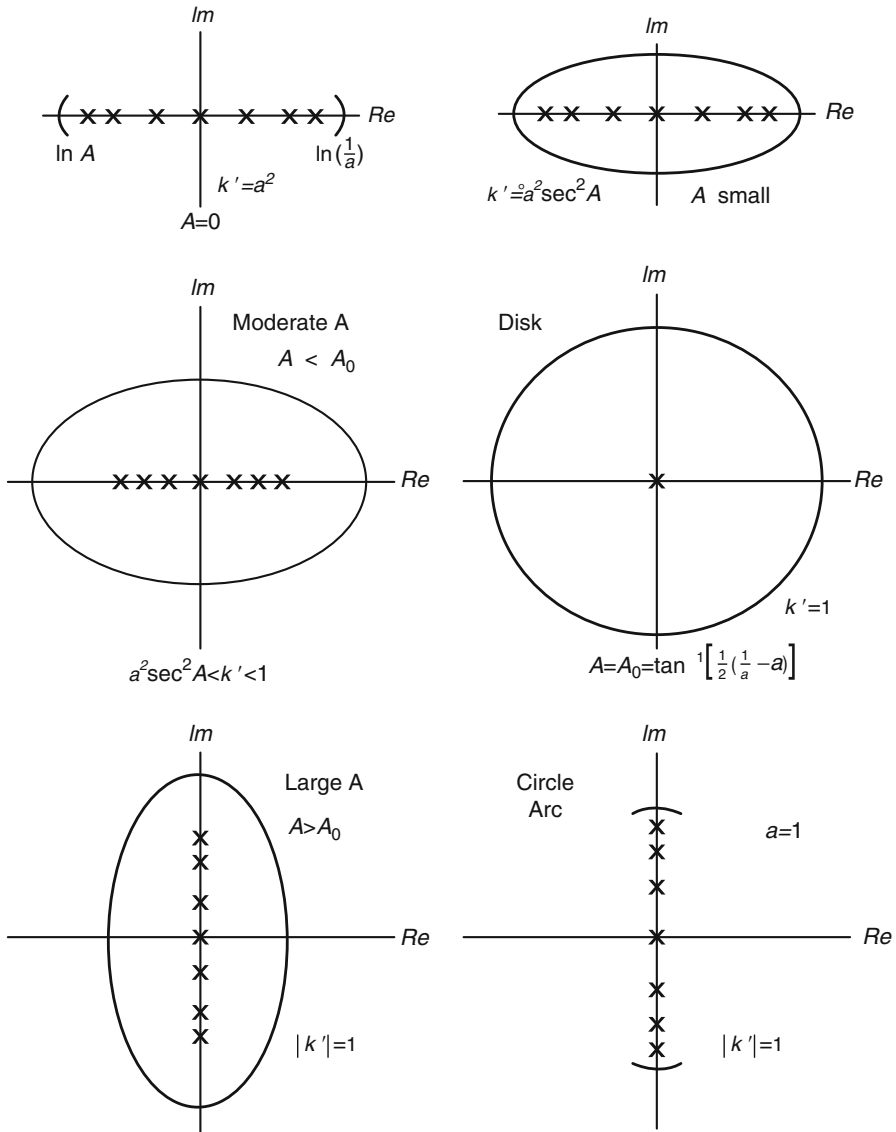 Im
Re
ln A
ln(1/a)
k′=a²
A=0
Im
Re
k′=°a²sec²A
A small
Im
Moderate A
A < A₀
Re
a²sec²A<k′<1
Im
Disk
Re
k′=1
A=A₀=tan ¹[½(1/a −a)]
Im
Large A
A>A₀
Re
|k′|=1
Im
Circle
Arc
a=1
Re
|k′|=1